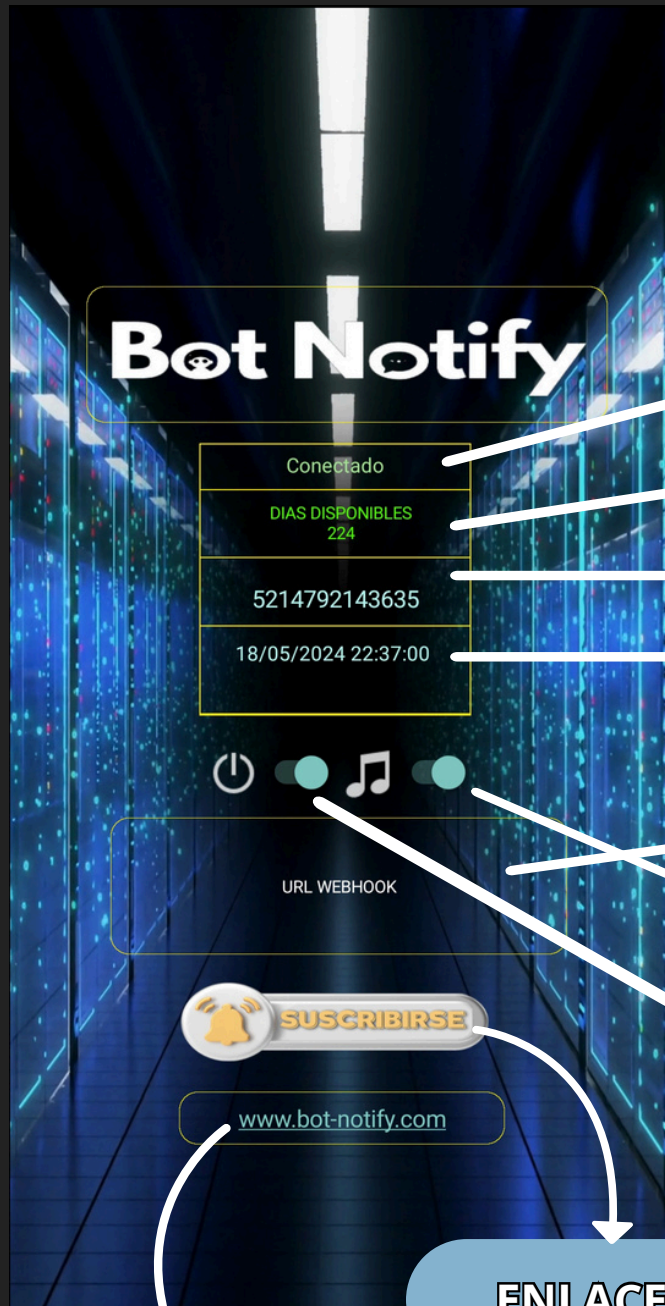 Bot Notify
Conectado
DIAS DISPONIBLES
224
5214792143635
18/05/2024 22:37:00
URL WEBHOOK
SUSCRIBIRSE
www.bot-notify.com
ENLACE